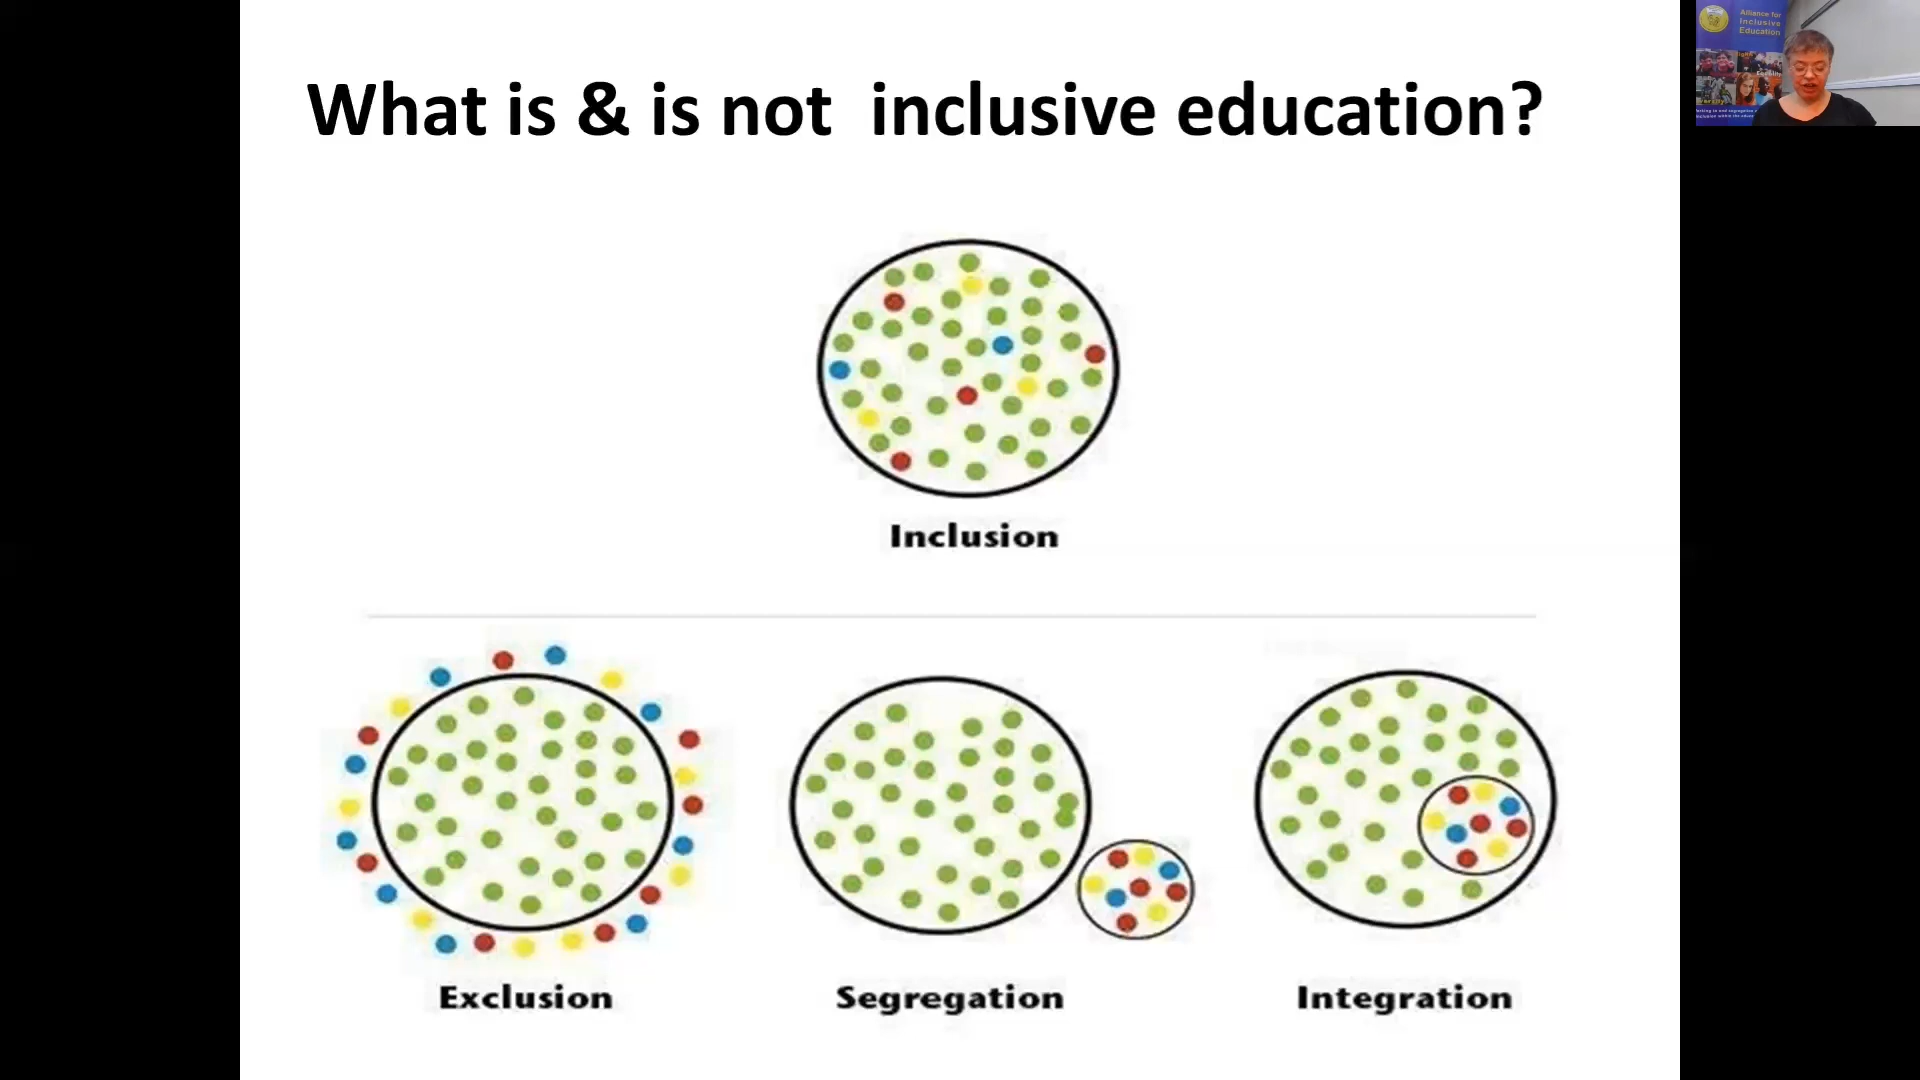 What is & is not  inclusive education?
Alliance for
Inclusive
Education
Inclusion
Exclusion
Segregation
Integration